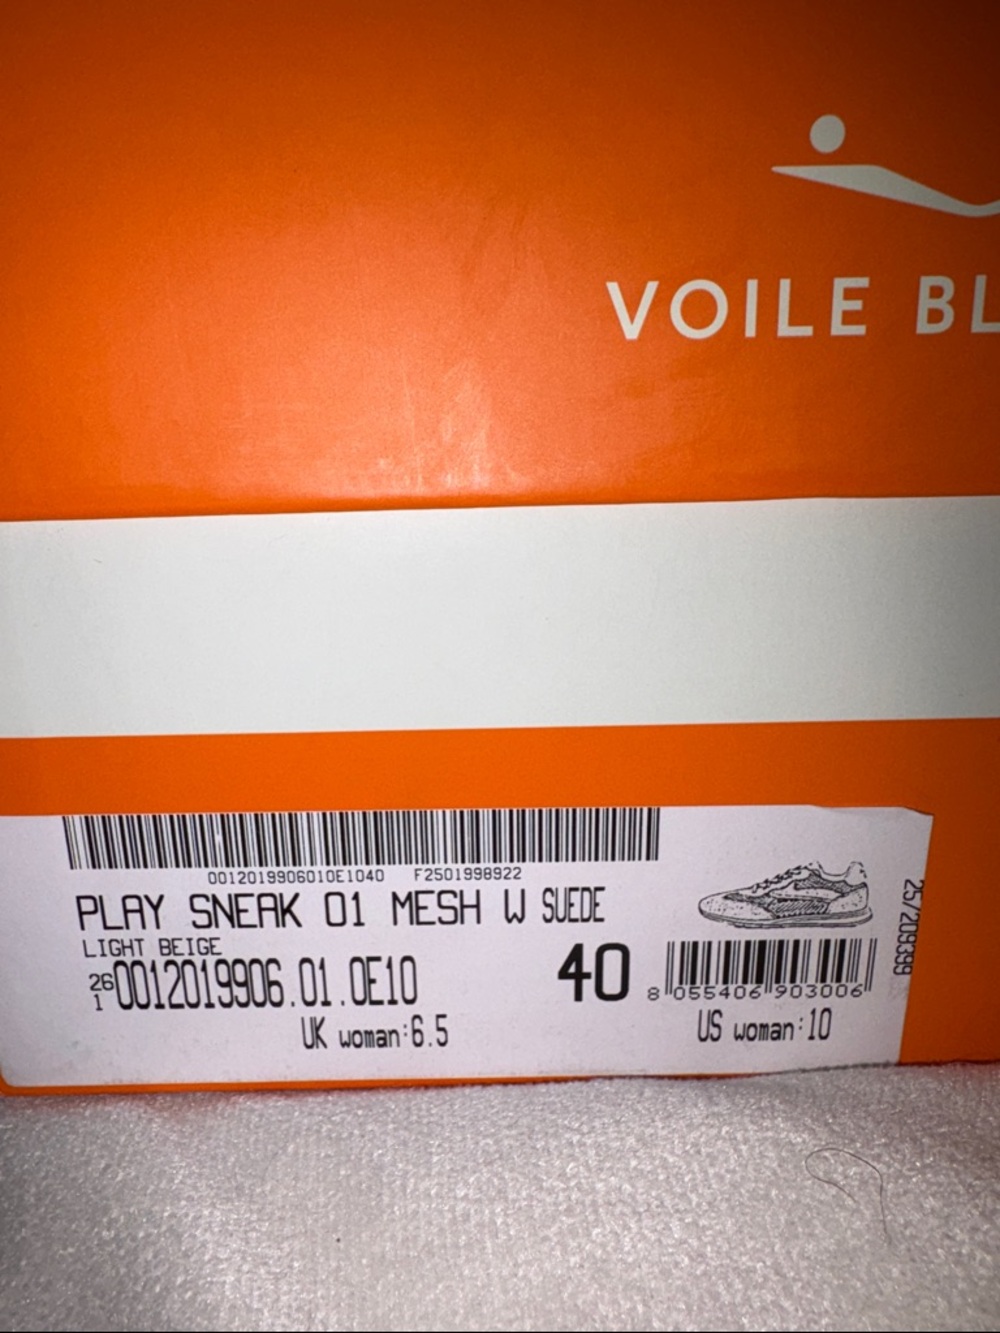 VOILE BL
0012019906010E1040 F2501998922
PLAY SNEAK 01 MESH W SUEDE
LIGHT BEIGE
26
1
0012019906.01.0E10
40
8 055406 903006
UK woman:6.5
US woman:10
25/209399